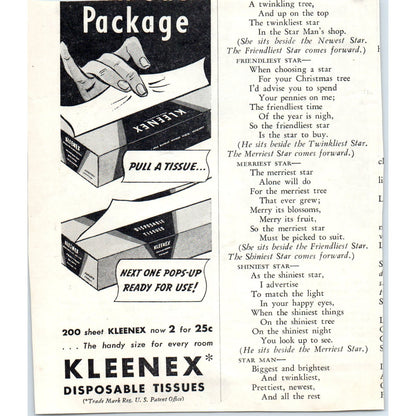 Package
KLEENEX
PULL A TISSUE...
DISPOSABLE
TISSUES
KLEENEX
NEXT ONE POPS-UP
READY FOR USE!
200 sheet KLEENEX now 2 for 25c
. . . The handy size for every room
KLEENEX*
DISPOSABLE TISSUES
(*Trade Mark Reg. U. S. Patent Office)
A twinkling tree,
And up on top
The twinkliest star
In the Star Man's shop.
(She sits beside the Newest Star.
The Friendliest Star comes forward.)
FRIENDLIEST STAR—
When choosing a star
For your Christmas tree
I'd advise you to spend
Your pennies on me;
The friendliest time
Of the year is nigh,
So the friendliest star
Is the star to buy.
(He sits beside the Twinkliest Star.
The Merriest Star comes forward.)
MERRIEST STAR—
The merriest star
Alone will do
For the merriest tree
That ever grew;
Merry its blossoms,
Merry its fruit,
So the merriest star
Must be picked to suit.
(She sits beside the Friendliest Star.
The Shiniest Star comes forward.)
SHINIEST STAR—
As the shiniest star,
I advertise
To match the light
In your happy eyes,
When the shiniest things
On the shiniest tree
On the shiniest night
You look up to see.
(He sits beside the Merriest Star.)
STAR MAN—
Biggest and brightest
And twinkliest,
Prettiest, newest,
And all the rest,